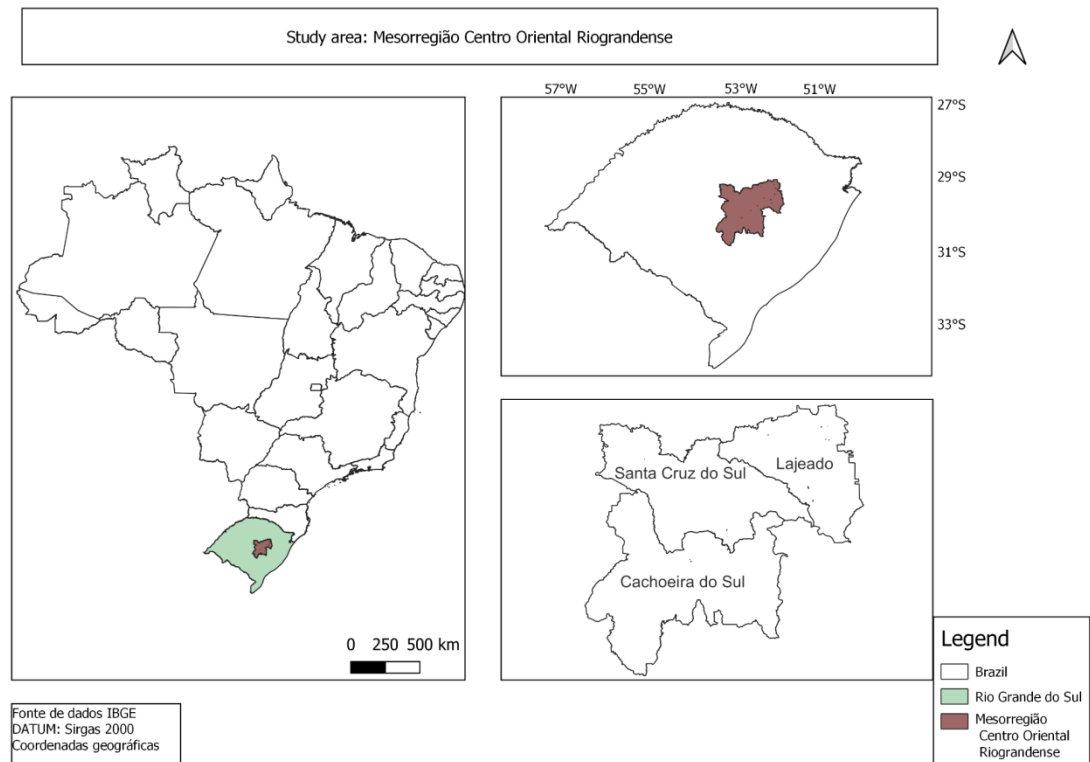 Study area: Mesorregião Centro Oriental Riograndense
57°W 55°W 53°W 51°W
27°S
29°S
31°S
33°S
Santa Cruz do Sul
Lajeado
Cachoeira do Sul
0 250 500 km
Legend
Brazil
Rio Grande do Sul
Mesorregião
Centro Oriental
Riograndense
Fonte de dados IBGE
DATUM: Sirgas 2000
Coordenadas geográficas